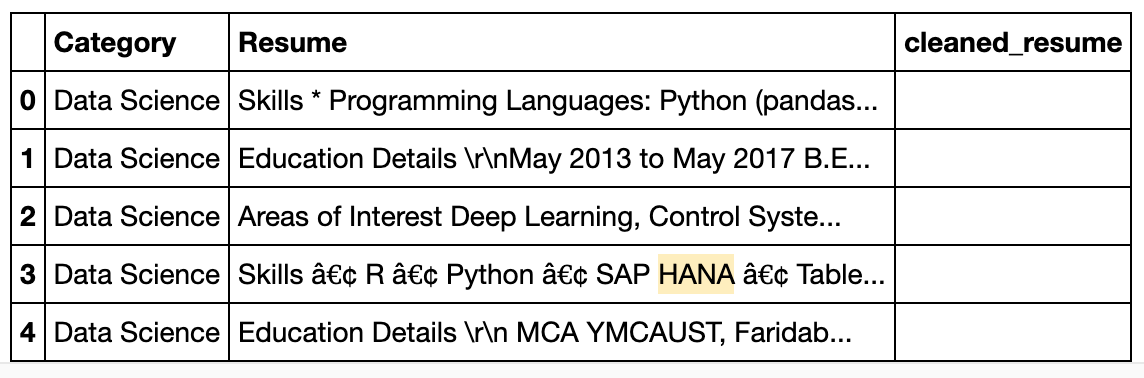 Category Resume cleaned_resume
0 Data Science Skills * Programming Languages: Python (pandas...
1 Data Science Education Details \r\nMay 2013 to May 2017 B.E...
2 Data Science Areas of Interest Deep Learning, Control Syste...
3 Data Science Skills â€¢ R â€¢ Python â€¢ SAP HANA â€¢ Table...
4 Data Science Education Details \r\n MCA YMCAUST, Faridab...